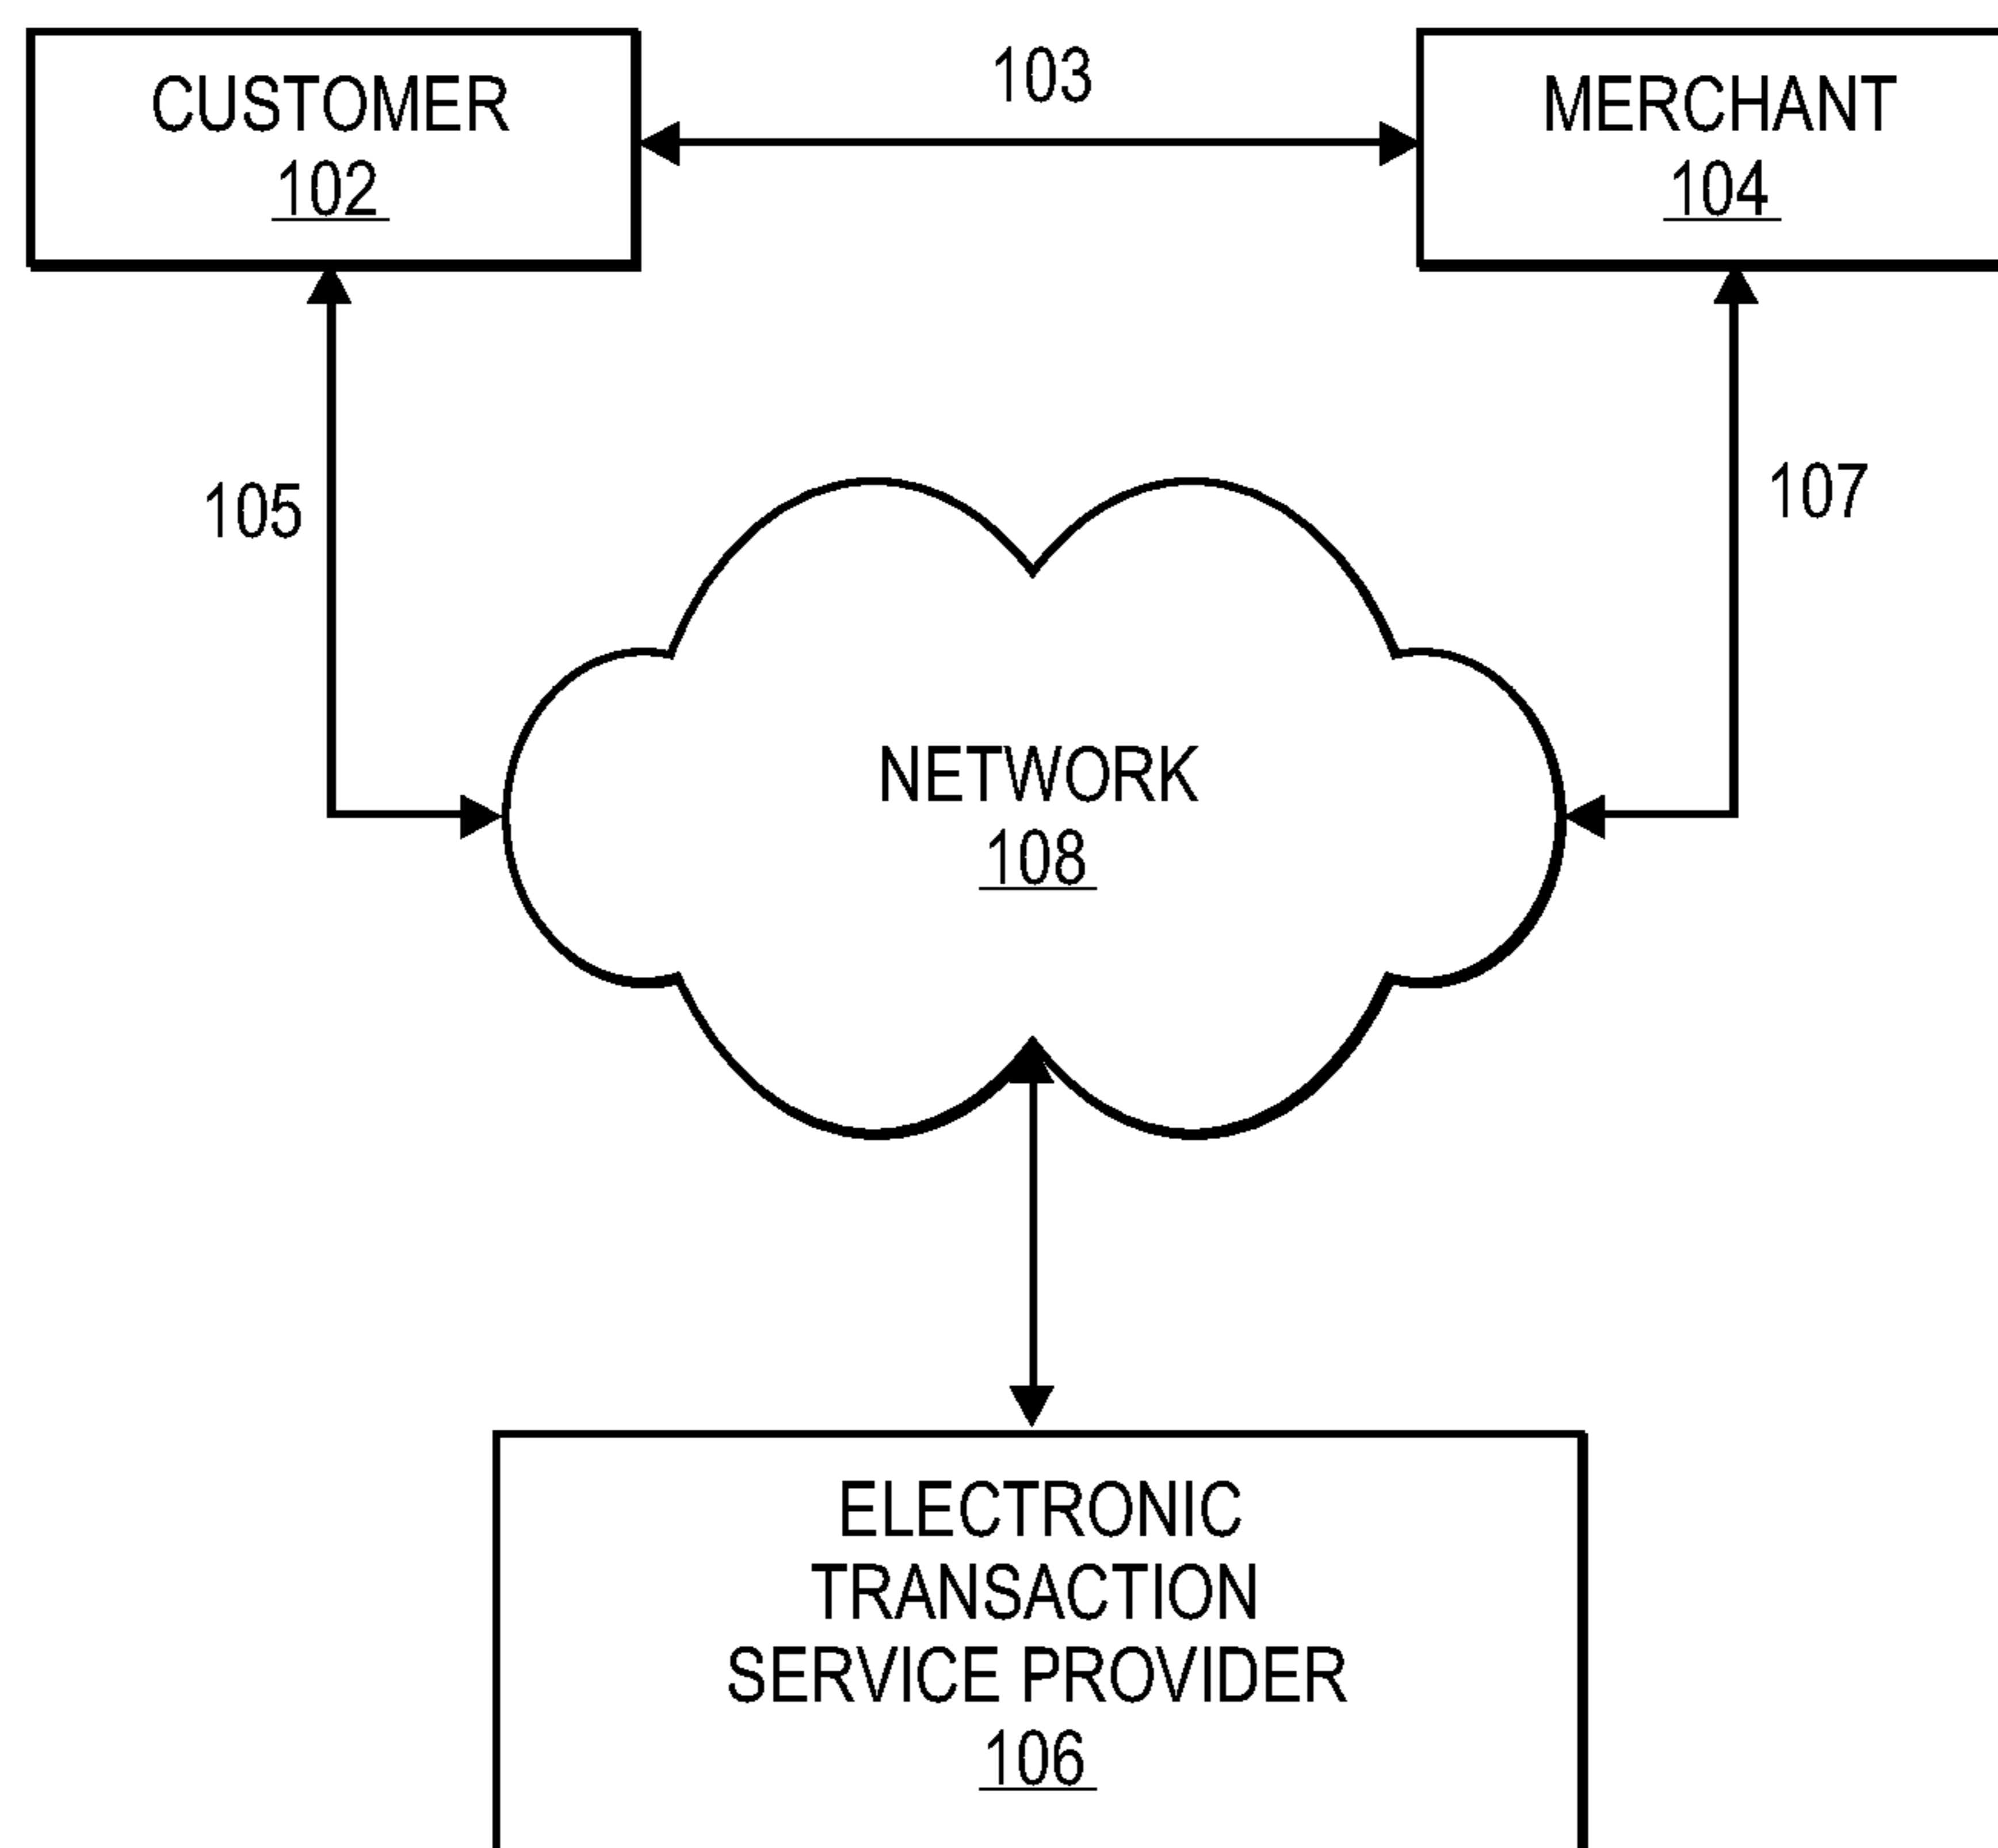 CUSTOMER
102
103
MERCHANT
104
105
107
NETWORK
108
ELECTRONIC
TRANSACTION
SERVICE PROVIDER
106